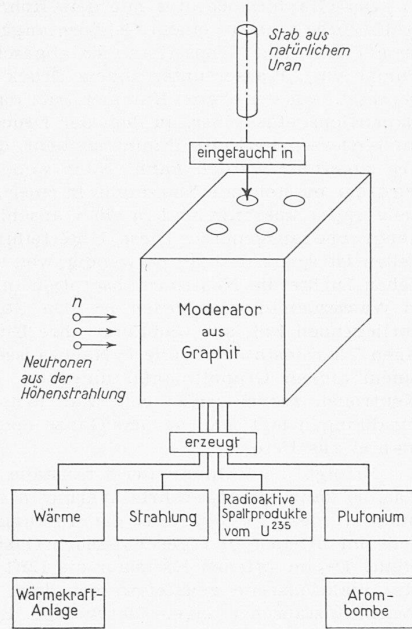 Stab aus
natürlichem
Uran
eingetaucht in
n
Neutronen
aus der
Höhenstrahlung
Moderator
aus
Graphit
erzeugt
Wärme
Strahlung
Radioaktive
Spaltprodukte
vom U²³⁵
Plutonium
Wärmekraft-
Anlage
Atom-
bombe